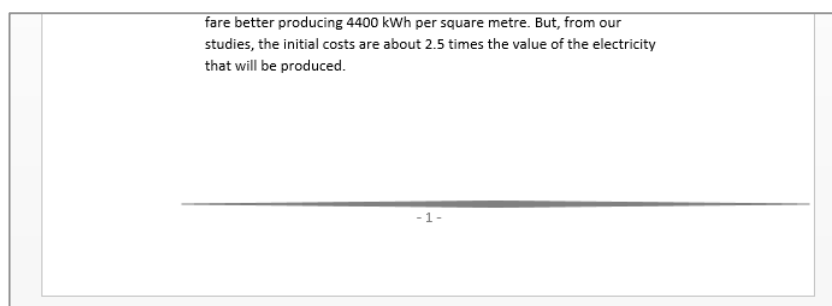 fare better producing 4400 kWh per square metre. But, from our
studies, the initial costs are about 2.5 times the value of the electricity
that will be produced.
- 1 -